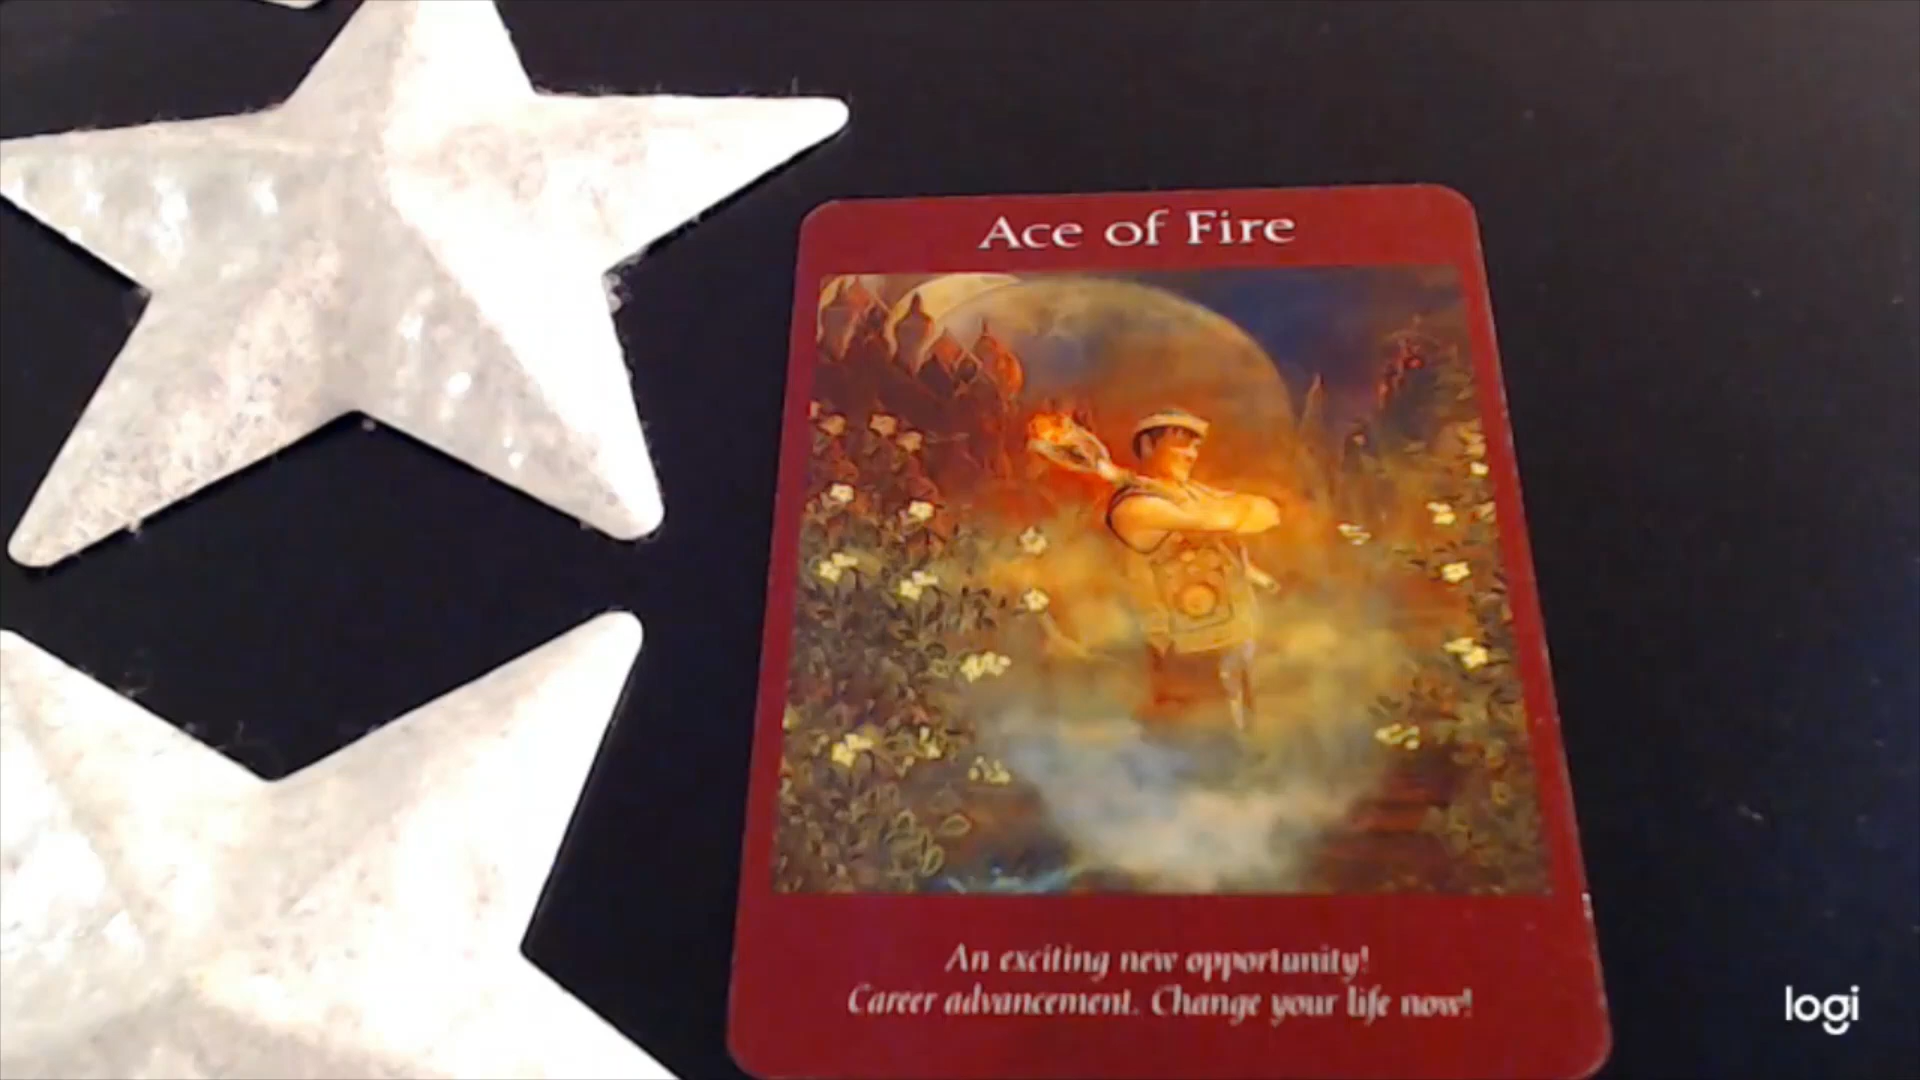 Ace of Fire
An exciting new opportunity!
Career advancement. Change your life now!
logi